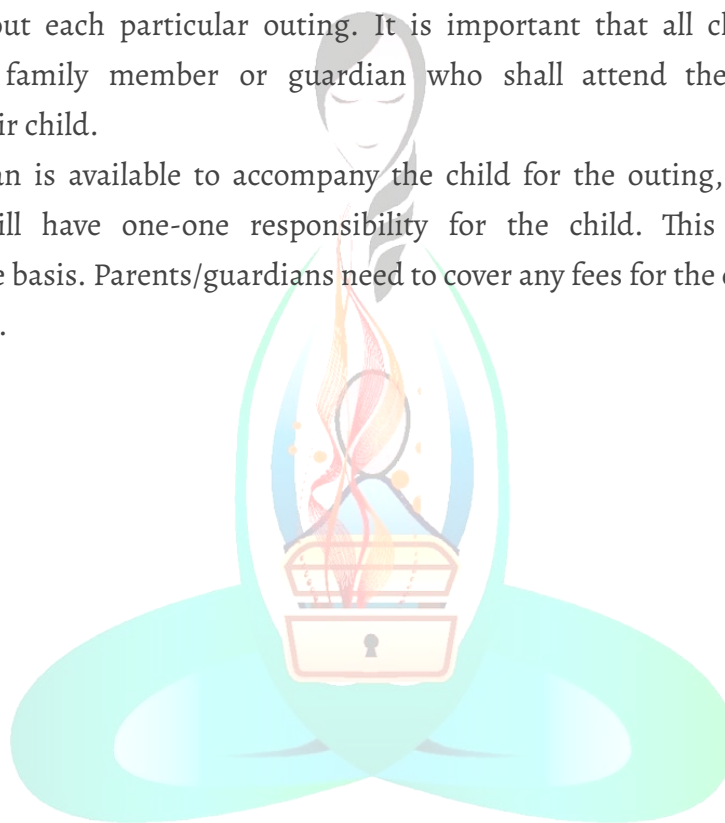 out each particular outing. It is important that all c
family member or guardian who shall attend the
ir child.
an is available to accompany the child for the outing,
ill have one-one responsibility for the child. This
e basis. Parents/guardians need to cover any fees for the
.